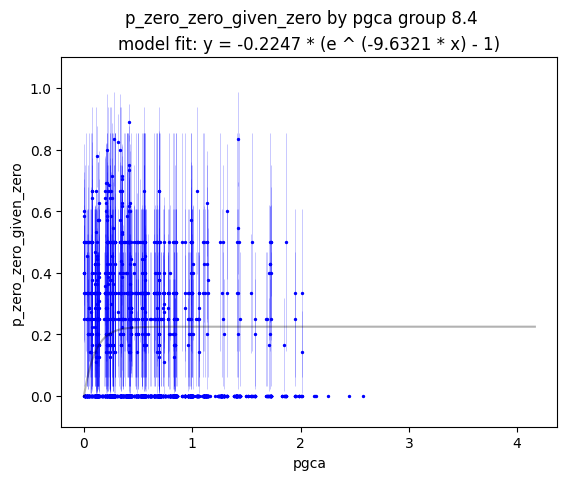 p_zero_zero_given_zero by pgca group 8.4
model fit: y = -0.2247 * (e ^ (-9.6321 * x) - 1)
1.0
0.8
0.6
0.4
0.2
0.0
p_zero_zero_given_zero
0
1
2
3
4
pgca